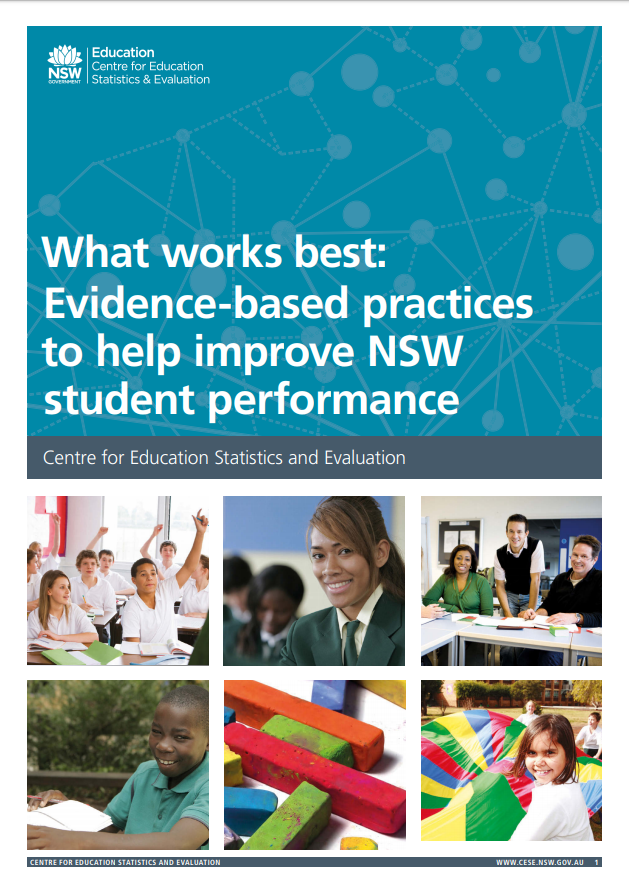 NSW
GOVERNMENT
Education
Centre for Education
Statistics & Evaluation
What works best:
Evidence-based practices
to help improve NSW
student performance
Centre for Education Statistics and Evaluation
CENTRE FOR EDUCATION STATISTICS AND EVALUATION
WWW.CESE.NSW.GOV.AU 1